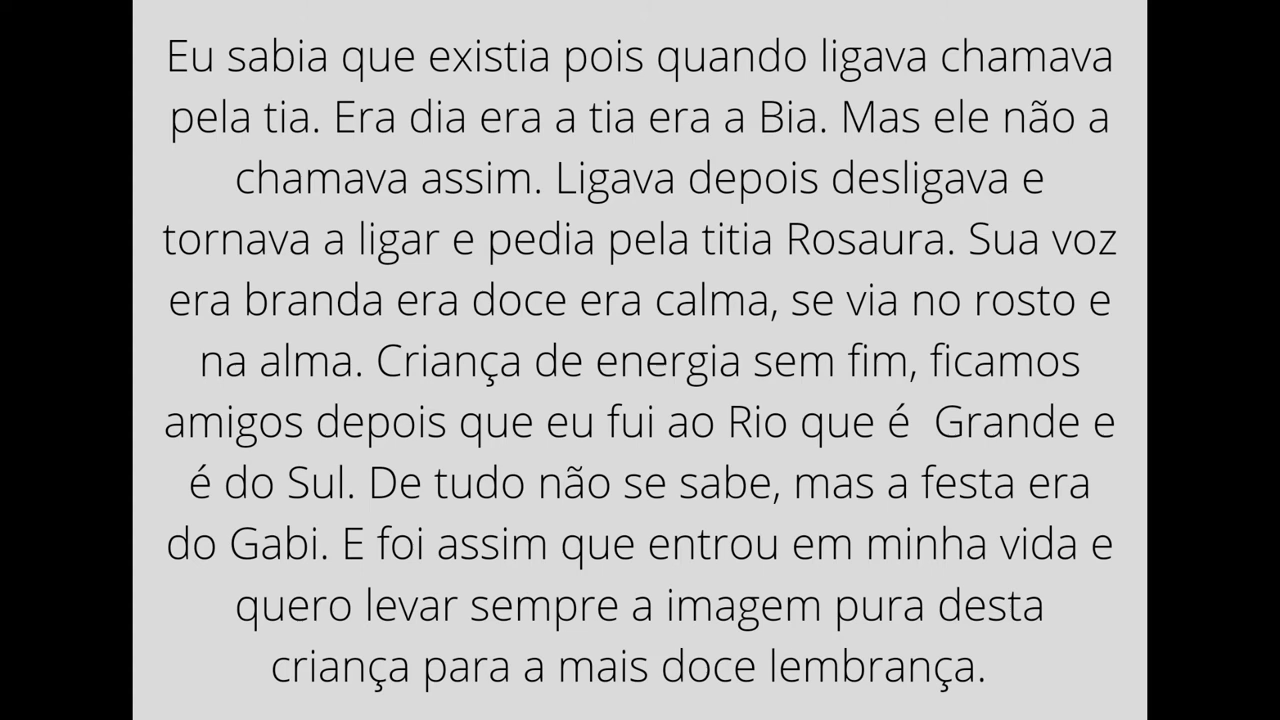 Eu sabia que existia pois quando ligava chamava
pela tia. Era dia era a tia era a Bia. Mas ele não a
chamava assim. Ligava depois desligava e
tornava a ligar e pedia pela titia Rosaura. Sua voz
era branda era doce era calma, se via no rosto e
na alma. Criança de energia sem fim, ficamos
amigos depois que eu fui ao Rio que é  Grande e
é do Sul. De tudo não se sabe, mas a festa era
do Gabi. E foi assim que entrou em minha vida e
quero levar sempre a imagem pura desta
criança para a mais doce lembrança.